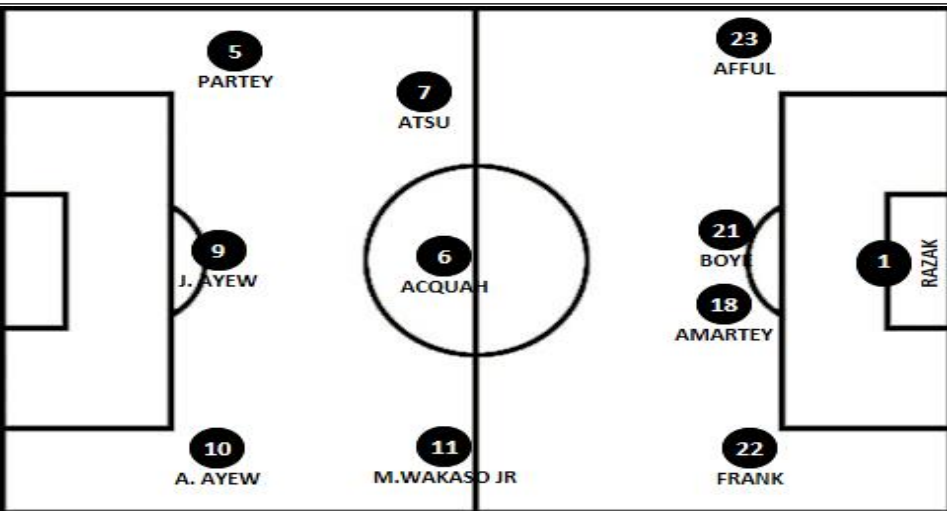 23
AFFUL
5
PARTEY
7
ATSU
21
BOYE
9
J. AYEW
6
ACQUAH
1
RAZAK
18
AMARTEY
10
A. AYEW
11
M.WAKASO JR
22
FRANK